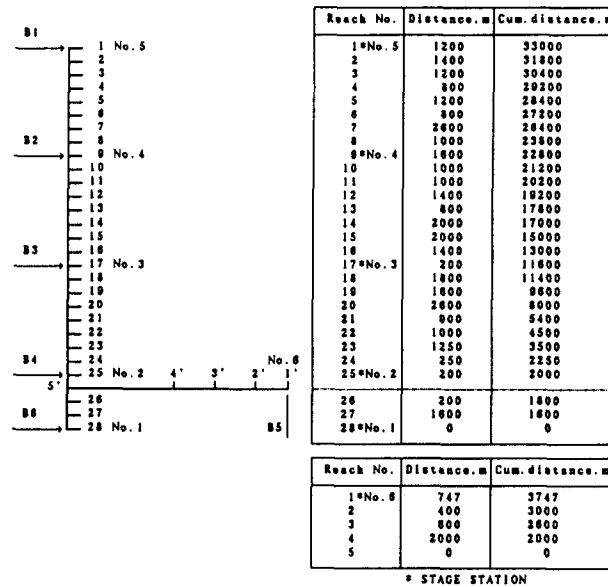 B1
1 No.5
2
3
4
5
6
7
B2
8
9 No.4
10
11
12
13
14
15
B3
16
17 No.3
18
19
20
21
22
23
B4
24
No.6
25 No.2
4' 3' 2' 1'
5'
26
27
B6
28 No.1
B5
Reach No. Distance.m Cum.distance.m
1*No.5 1200 33000
2 1400 31800
3 1200 30400
4 800 29200
5 1200 28400
6 800 27200
7 2600 26400
8 1000 23800
9*No.4 1600 22800
10 1000 21200
11 1000 20200
12 1400 19200
13 800 17800
14 2000 17000
15 2000 15000
16 1400 13000
17*No.3 200 11600
18 1800 11400
19 1600 9600
20 2600 8000
21 900 5400
22 1000 4500
23 1250 3500
24 250 2250
25*No.2 200 2000
26 200 1800
27 1600 1600
28*No.1 0 0
Reach No. Distance.m Cum.distance.m
1*No.6 747 3747
2 400 3000
3 600 2600
4 2000 2000
5 0 0
* STAGE STATION